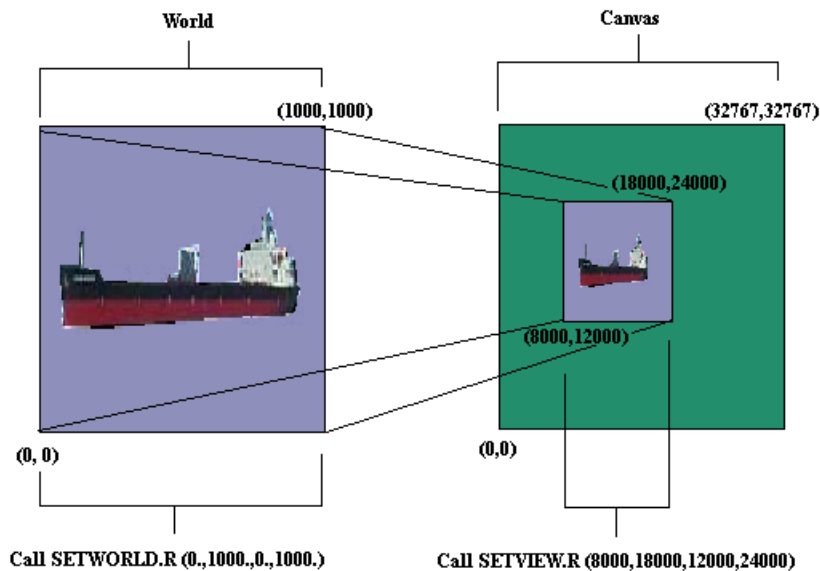 World
Canvas
(1000,1000)
(32767,32767)
(18000,24000)
(8000,12000)
(0, 0)
(0,0)
Call SETWORLD.R (0.,1000.,0.,1000.)
Call SETVIEW.R (8000,18000,12000,24000)